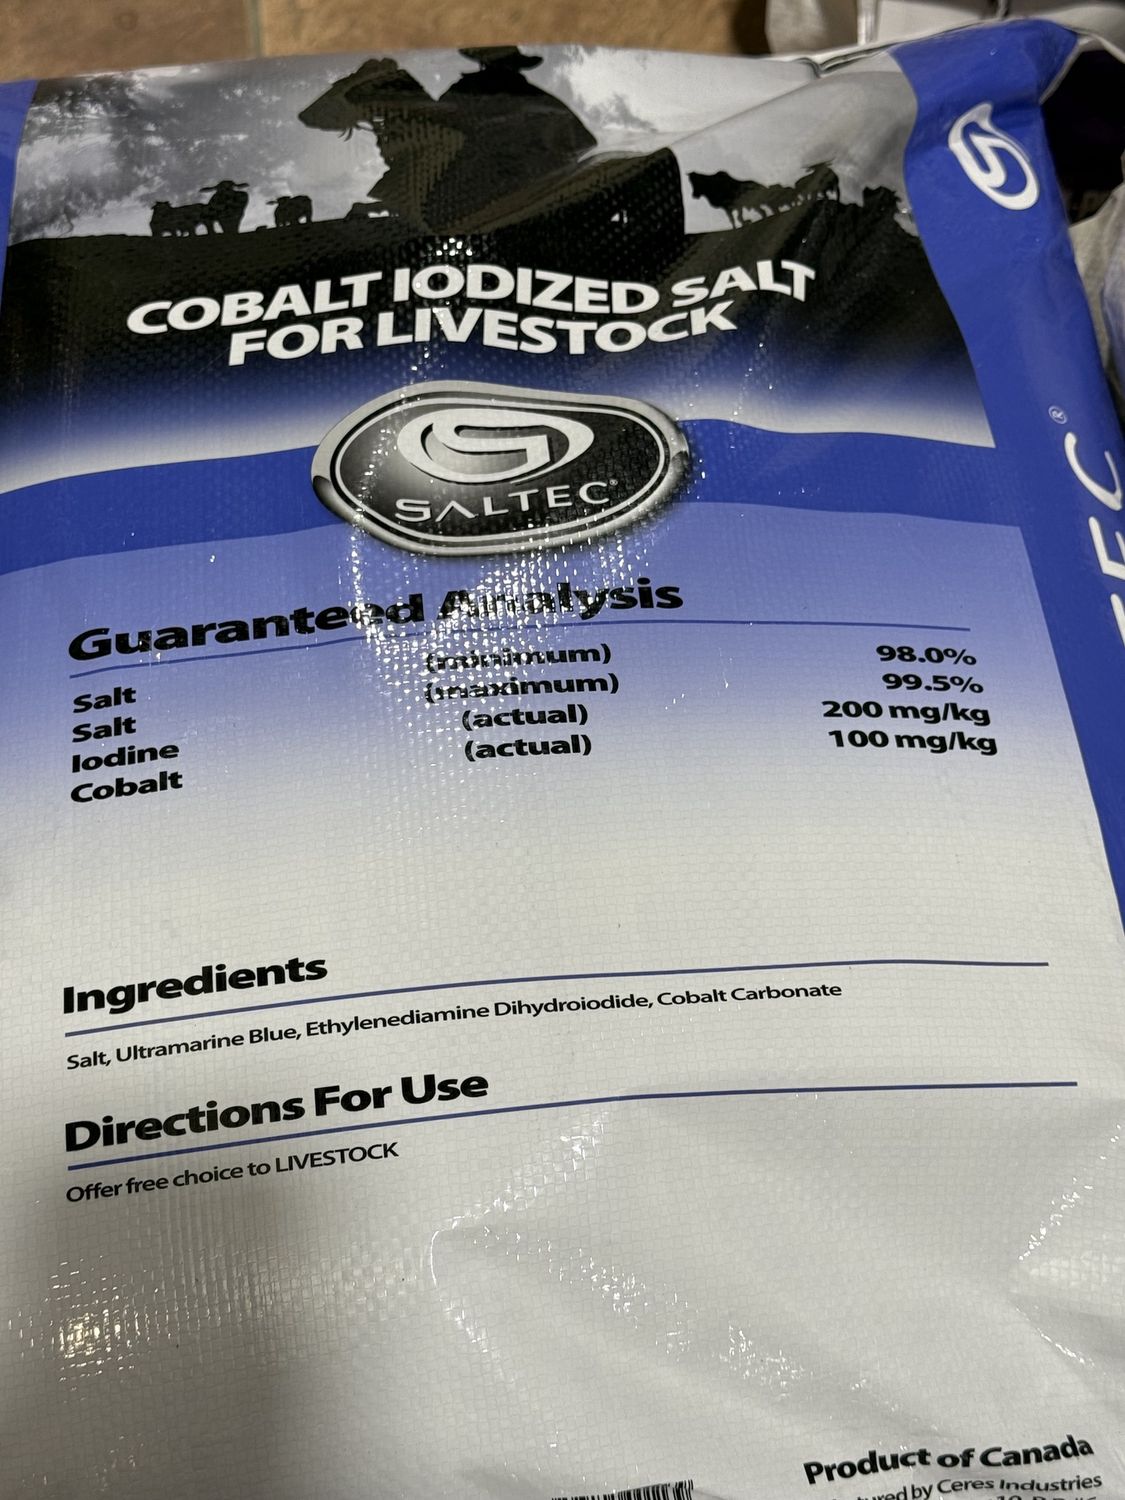 COBALT IODIZED SALT
FOR LIVESTOCK
SALTEC®
Guaranteed Analysis
Salt (minimum) 98.0%
Salt (maximum) 99.5%
Iodine (actual) 200 mg/kg
Cobalt (actual) 100 mg/kg
Ingredients
Salt, Ultramarine Blue, Ethylenediamine Dihydroiodide, Cobalt Carbonate
Directions For Use
Offer free choice to LIVESTOCK
Product of Canada
by Ceres Industries